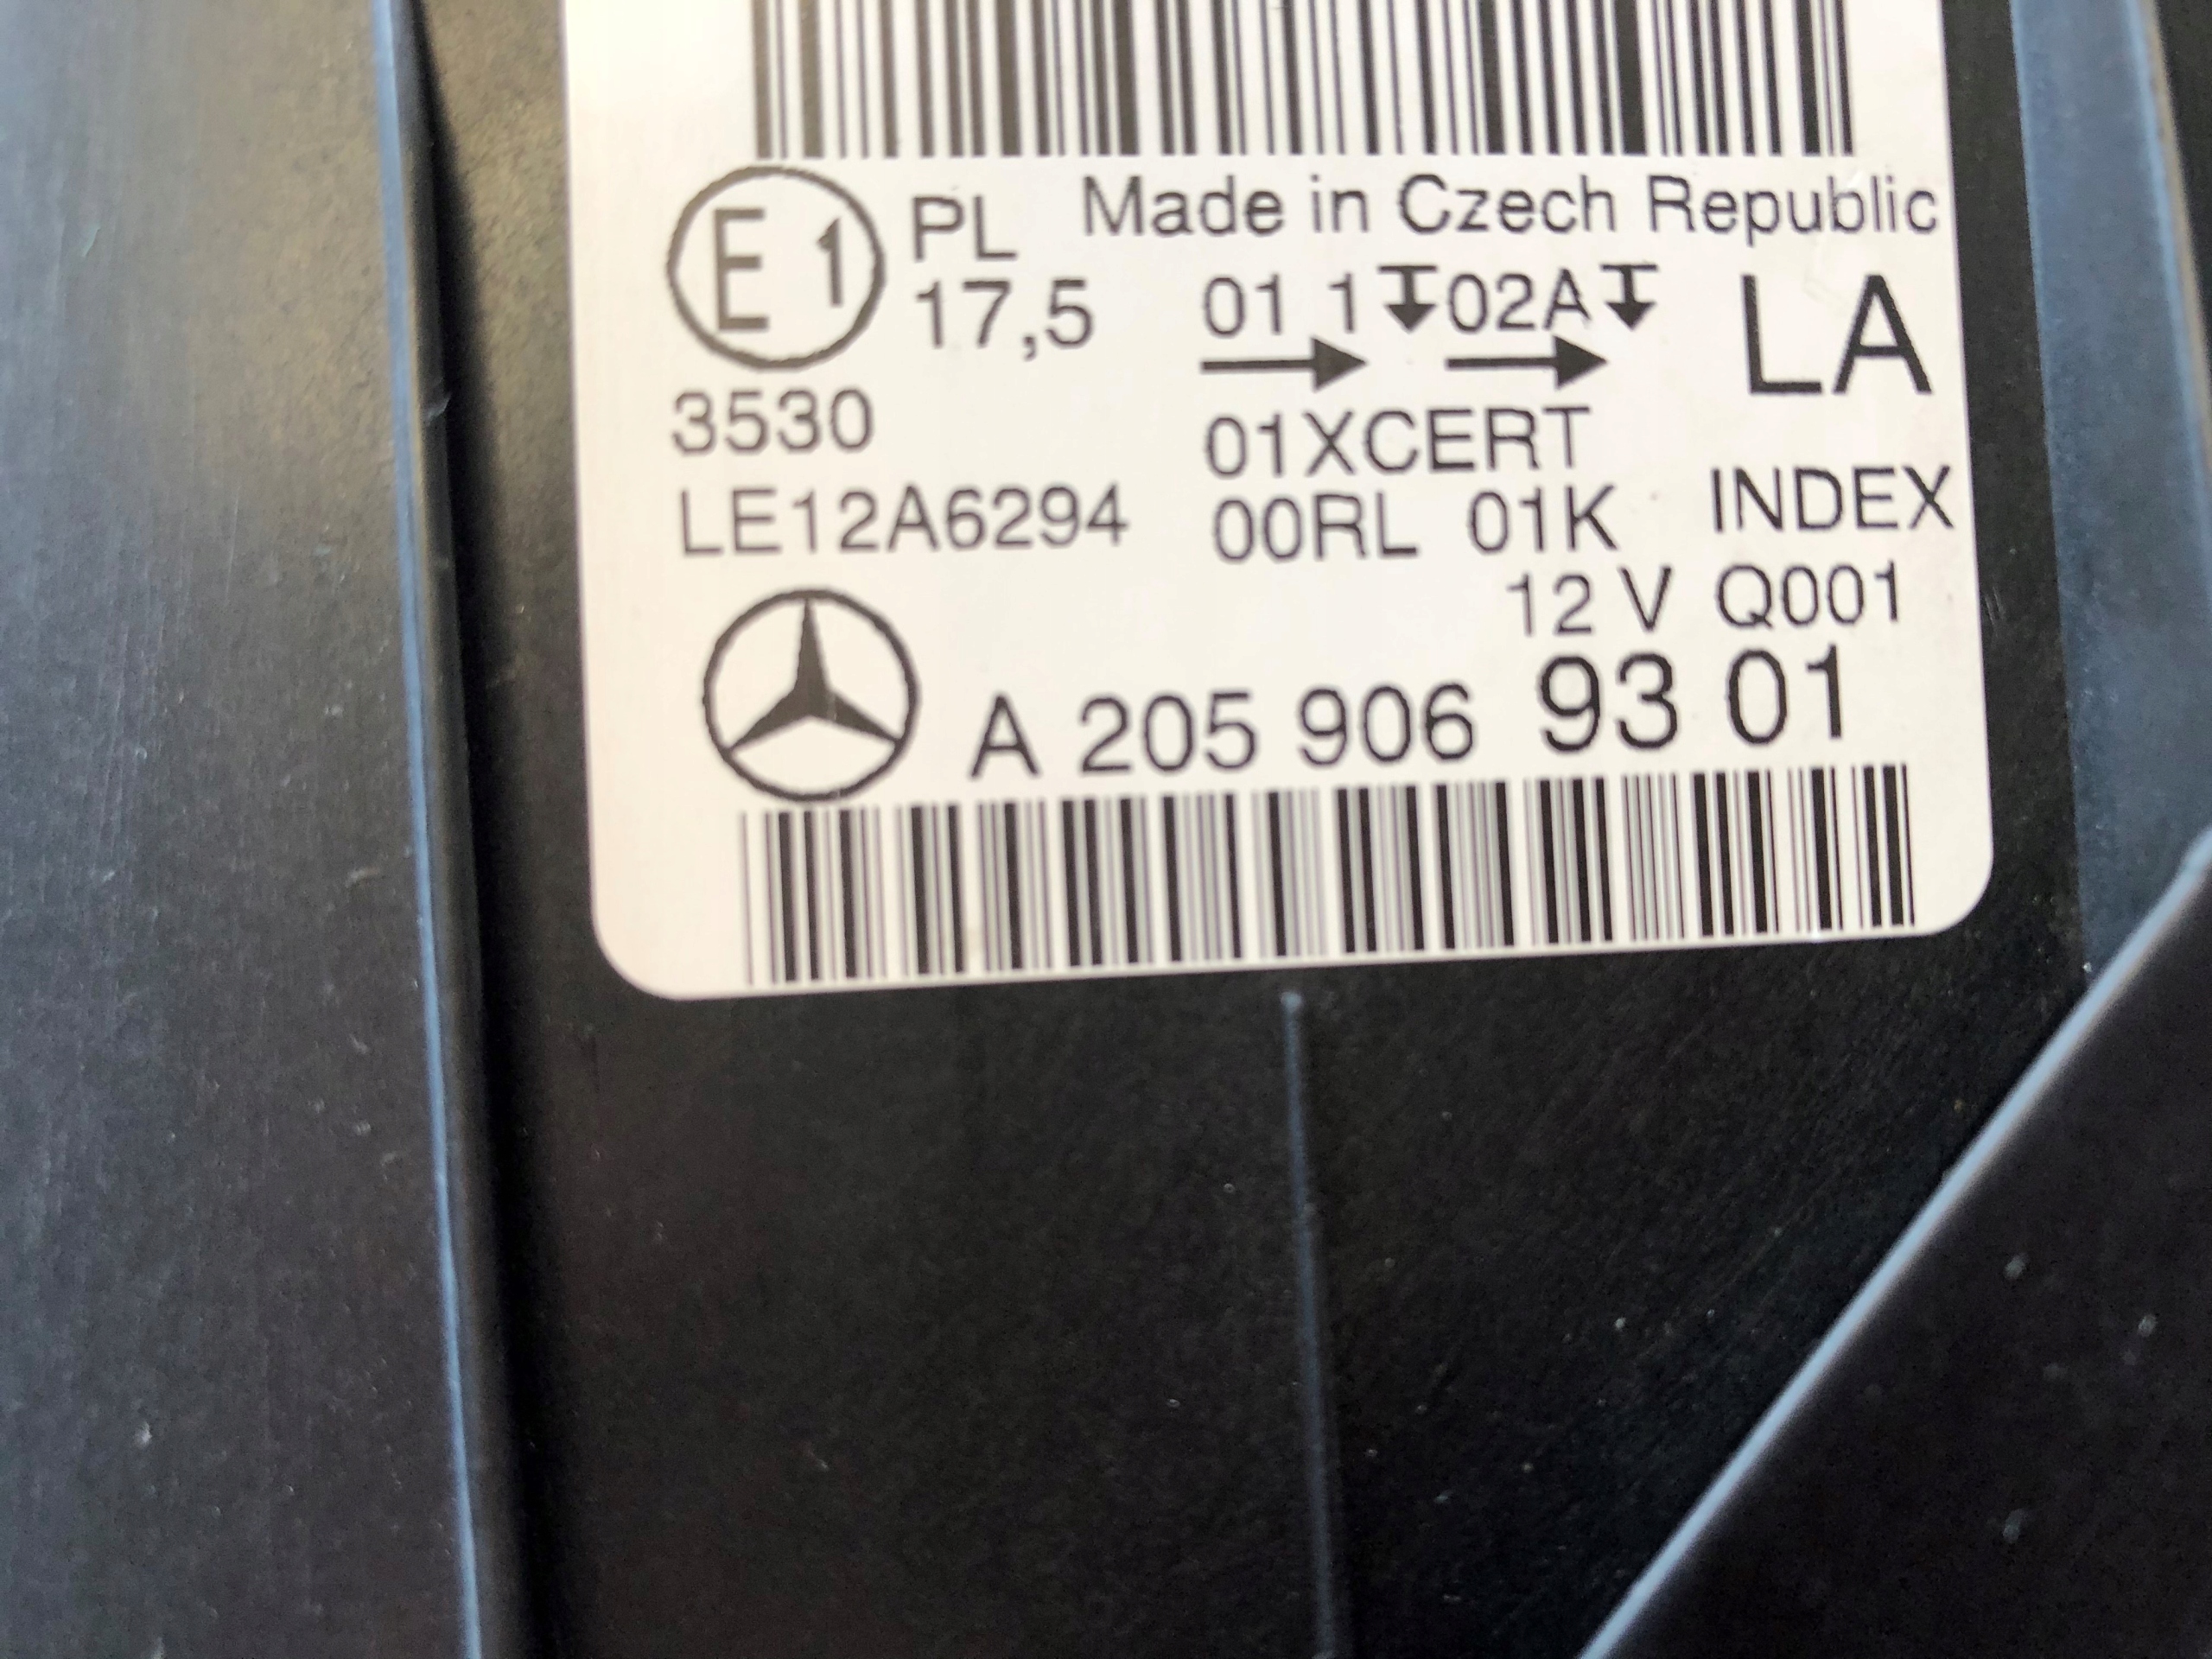 E 1 PL Made in Czech Republic
17,5 01 1 02A LA
3530 01XCERT
LE12A6294 00RL 01K INDEX
12 V Q001
A 205 906 93 01